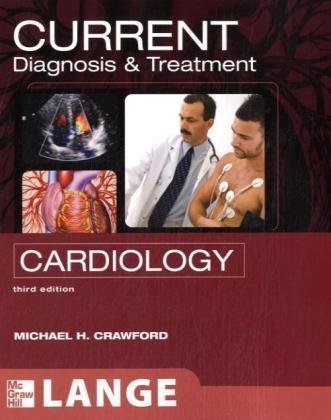 CURRENT
Diagnosis & Treatment
CARDIOLOGY
third edition
MICHAEL H. CRAWFORD
Mc
Graw
Hill
LANGE